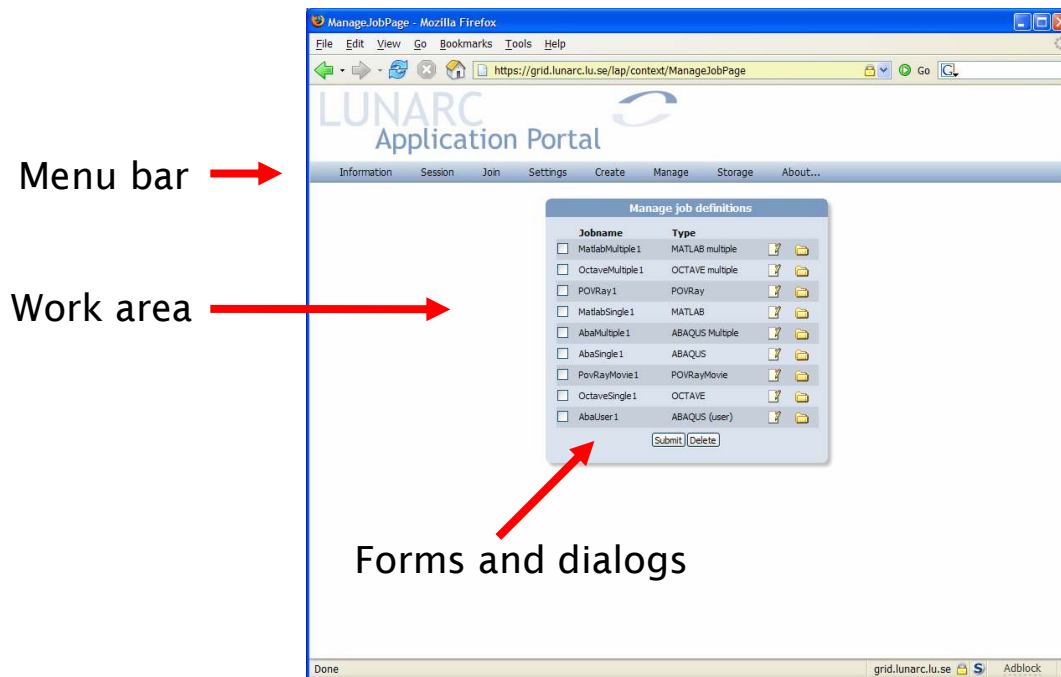 ManageJobPage - Mozilla Firefox
File Edit View Go Bookmarks Tools Help
https://grid.lunarc.lu.se/lap/context/ManageJobPage Go G
LUNARC
Application Portal
Menu bar
Information Session Join Settings Create Manage Storage About...
Manage job definitions
Jobname Type
MatlabMultiple1 MATLAB multiple
OctaveMultiple1 OCTAVE multiple
POVRay1 POVRay
Work area
MatlabSingle1 MATLAB
AbaMultiple1 ABAQUS Multiple
AbaSingle1 ABAQUS
PovRayMovie1 POVRayMovie
OctaveSingle1 OCTAVE
AbaUser1 ABAQUS (user)
Submit Delete
Forms and dialogs
Done grid.lunarc.lu.se S Adblock